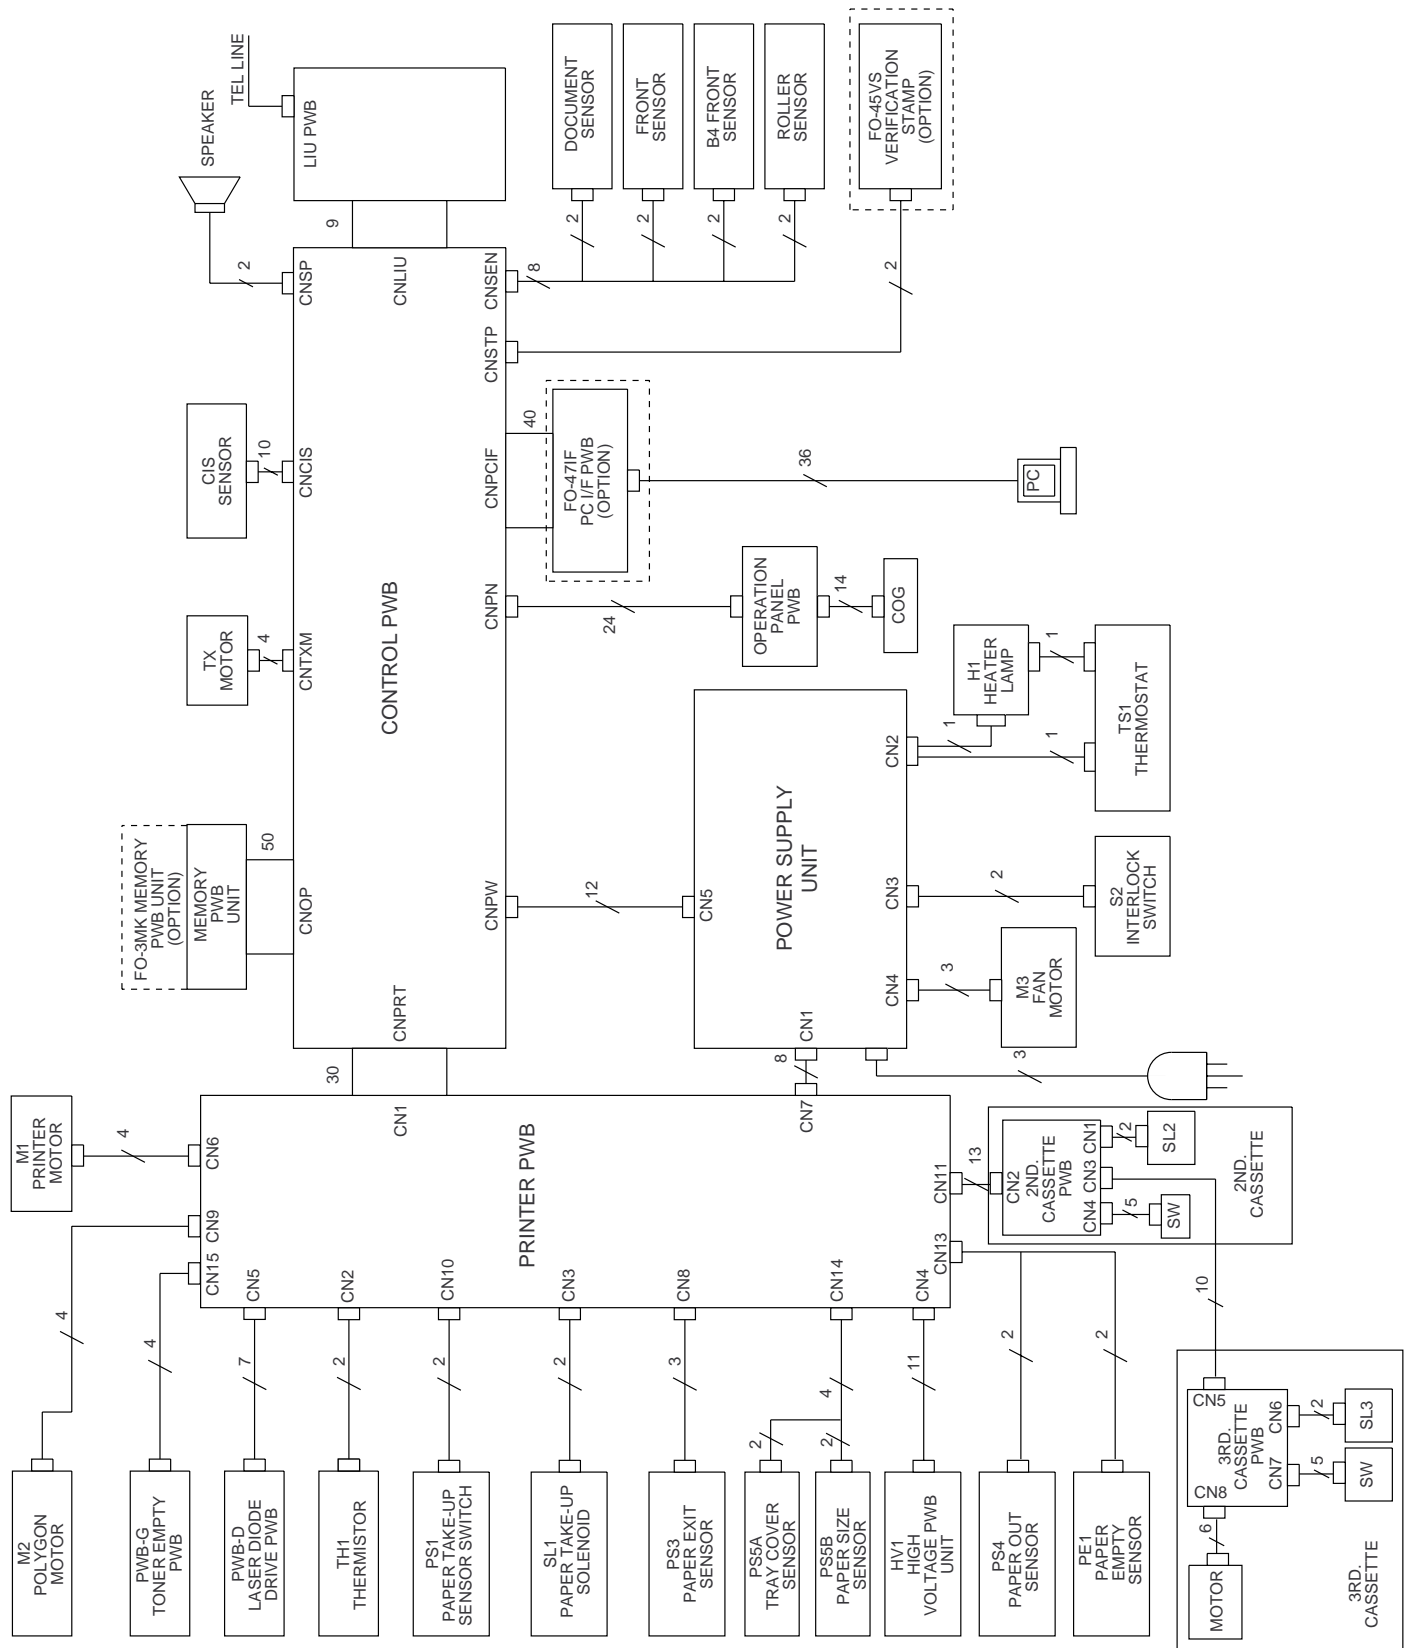 M2
POLYGON
MOTOR
PWB-G
TONER EMPTY
PWB
PWB-D
LASER DIODE
DRIVE PWB
TH1
THERMISTOR
PS1
PAPER TAKE-UP
SENSOR SWITCH
SL1
PAPER TAKE-UP
SOLENOID
PS3
PAPER EXIT
SENSOR
PS5A
TRAY COVER
SENSOR
PS5B
PAPER SIZE
SENSOR
HV1
HIGH
VOLTAGE PWB
UNIT
PS4
PAPER OUT
SENSOR
PE1
PAPER
EMPTY
SENSOR
4
4
7
2
2
2
3
2
2
4
11
2
2
M1
PRINTER
MOTOR
4
CN6
CN9
CN15
CN5
CN2
CN10
CN3
CN8
CN14
CN4
CN13
CN11
CN1
CN7
PRINTER PWB
30
8
13
CN2
2ND.
CASSETTE
PWB
CN1
CN3
CN4
2
SL2
5
SW
2ND.
CASSETTE
10
CN5
3RD.
CASSETTE
PWB
CN6
CN7
CN8
2
SL3
5
SW
6
MOTOR
3RD.
CASSETTE
FO-3MK MEMORY
PWB UNIT
(OPTION)
MEMORY
PWB
UNIT
50
TX
MOTOR
4
CIS
SENSOR
10
SPEAKER
2
TEL LINE
LIU PWB
9
CNOP
CNTXM
CNCIS
CNSP
CNLIU
CNPRT
CONTROL PWB
CNPW
CNPN
CNPCIF
CNSTP
CNSEN
8
DOCUMENT
SENSOR
2
FRONT
SENSOR
2
B4 FRONT
SENSOR
2
ROLLER
SENSOR
2
FO-45VS
VERIFICATION
STAMP
(OPTION)
2
40
FO-47IF
PC I/F PWB
(OPTION)
36
PC
24
OPERATION
PANEL
PWB
14
COG
12
CN5
POWER SUPPLY
UNIT
CN1
CN4
CN3
CN2
3
3
M3
FAN
MOTOR
2
S2
INTERLOCK
SWITCH
1
1
H1
HEATER
LAMP
1
TS1
THERMOSTAT